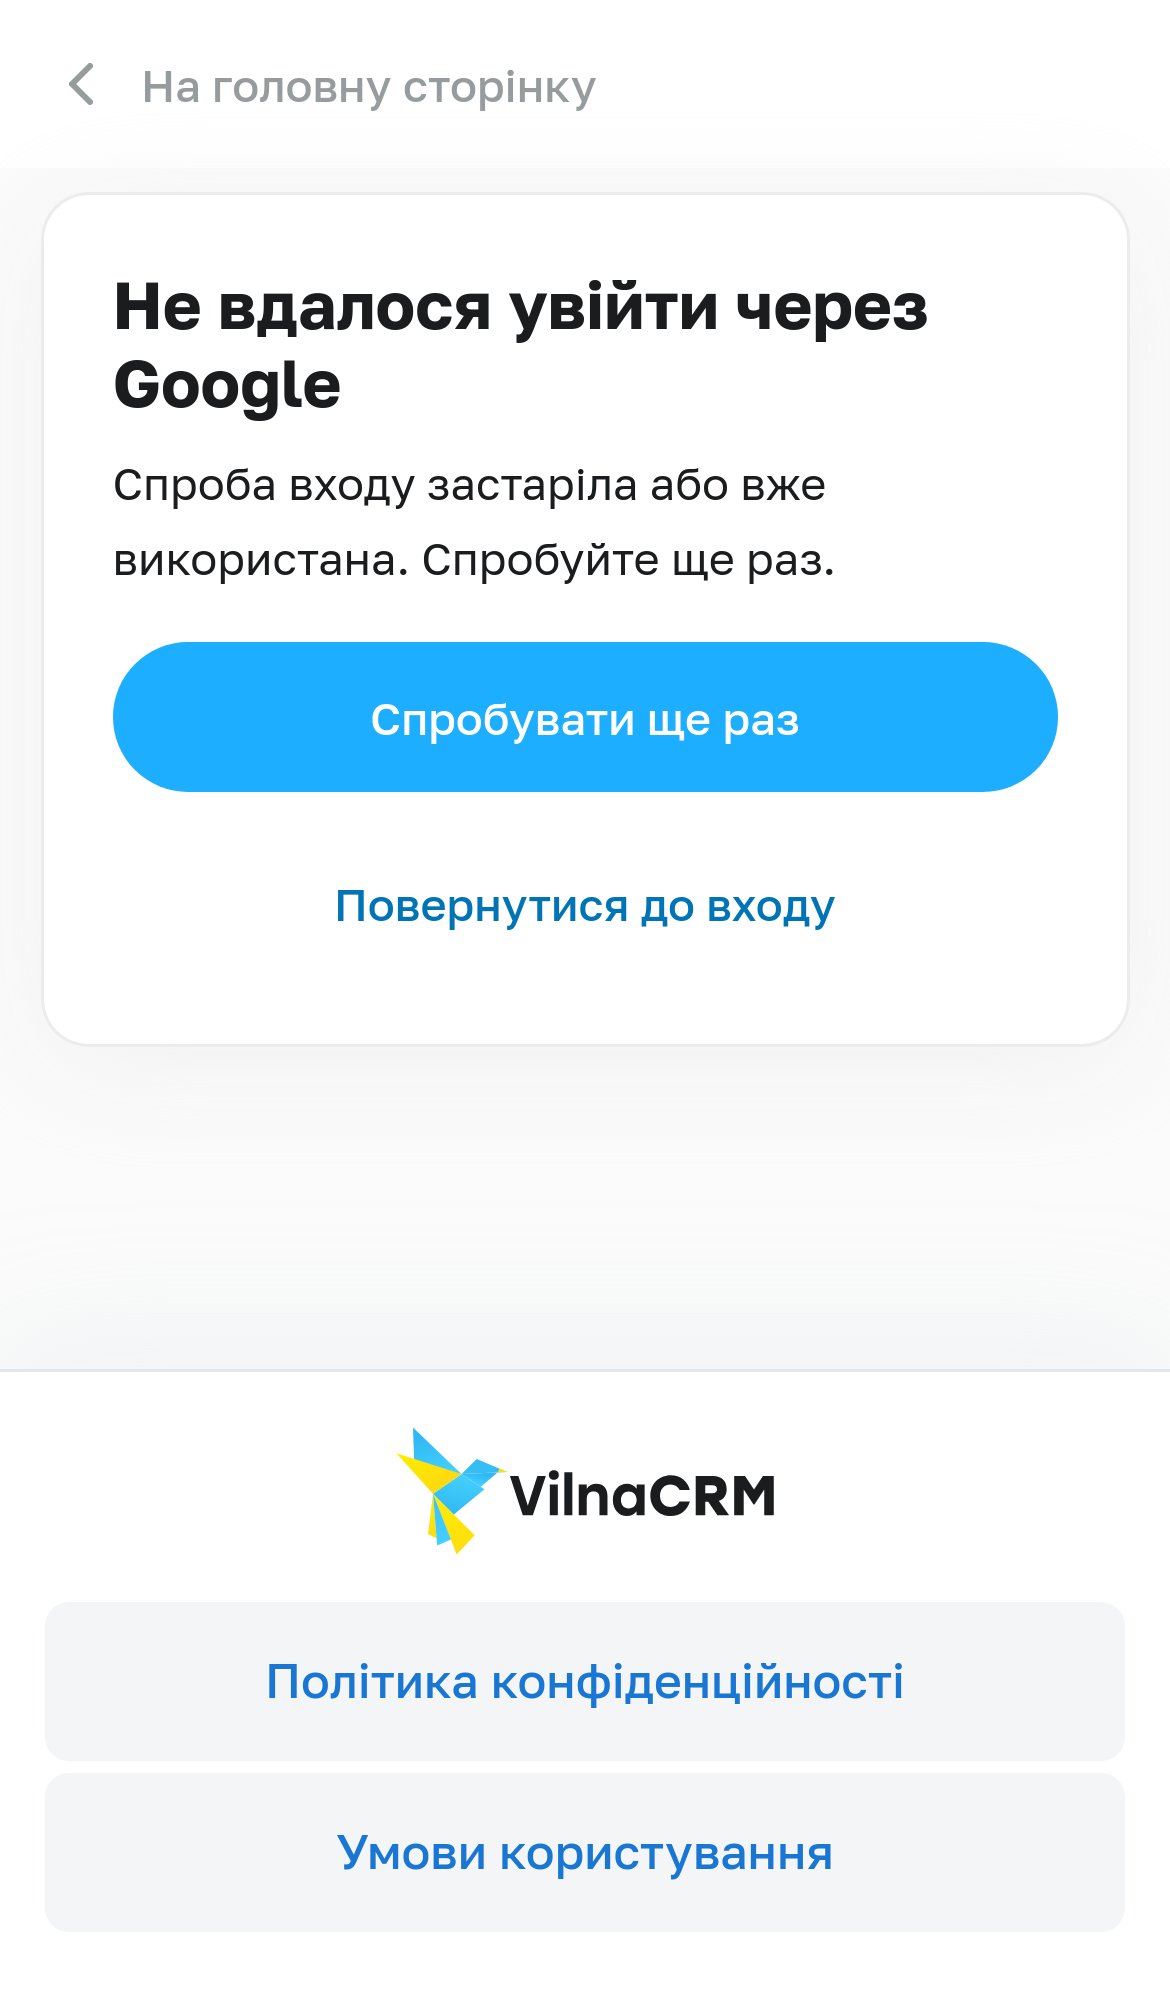 На головну сторінку
Не вдалося увійти через
Google
Спроба входу застаріла або вже
використана. Спробуйте ще раз.
Спробувати ще раз
Повернутися до входу
VilnaCRM
Політика конфіденційності
Умови користування